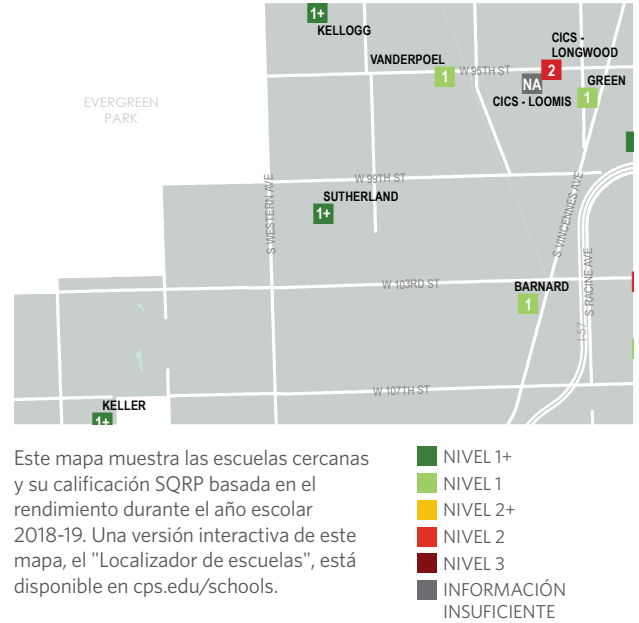 1+
KELLOGG
CICS -
LONGWOOD
VANDERPOEL
W 95TH ST
2
1
NA
GREEN
1
CICS - LOOMIS
EVERGREEN
PARK
W 99TH ST
SUTHERLAND
1+
S WESTERN AVE
S VINCENNES AVE
S RACINE AVE
I-57
W 103RD ST
BARNARD
1
W 107TH ST
KELLER
1+
Este mapa muestra las escuelas cercanas
y su calificación SQRP basada en el
rendimiento durante el año escolar
2018-19. Una versión interactiva de este
mapa, el "Localizador de escuelas", está
disponible en cps.edu/schools.
NIVEL 1+
NIVEL 1
NIVEL 2+
NIVEL 2
NIVEL 3
INFORMACIÓN
INSUFICIENTE